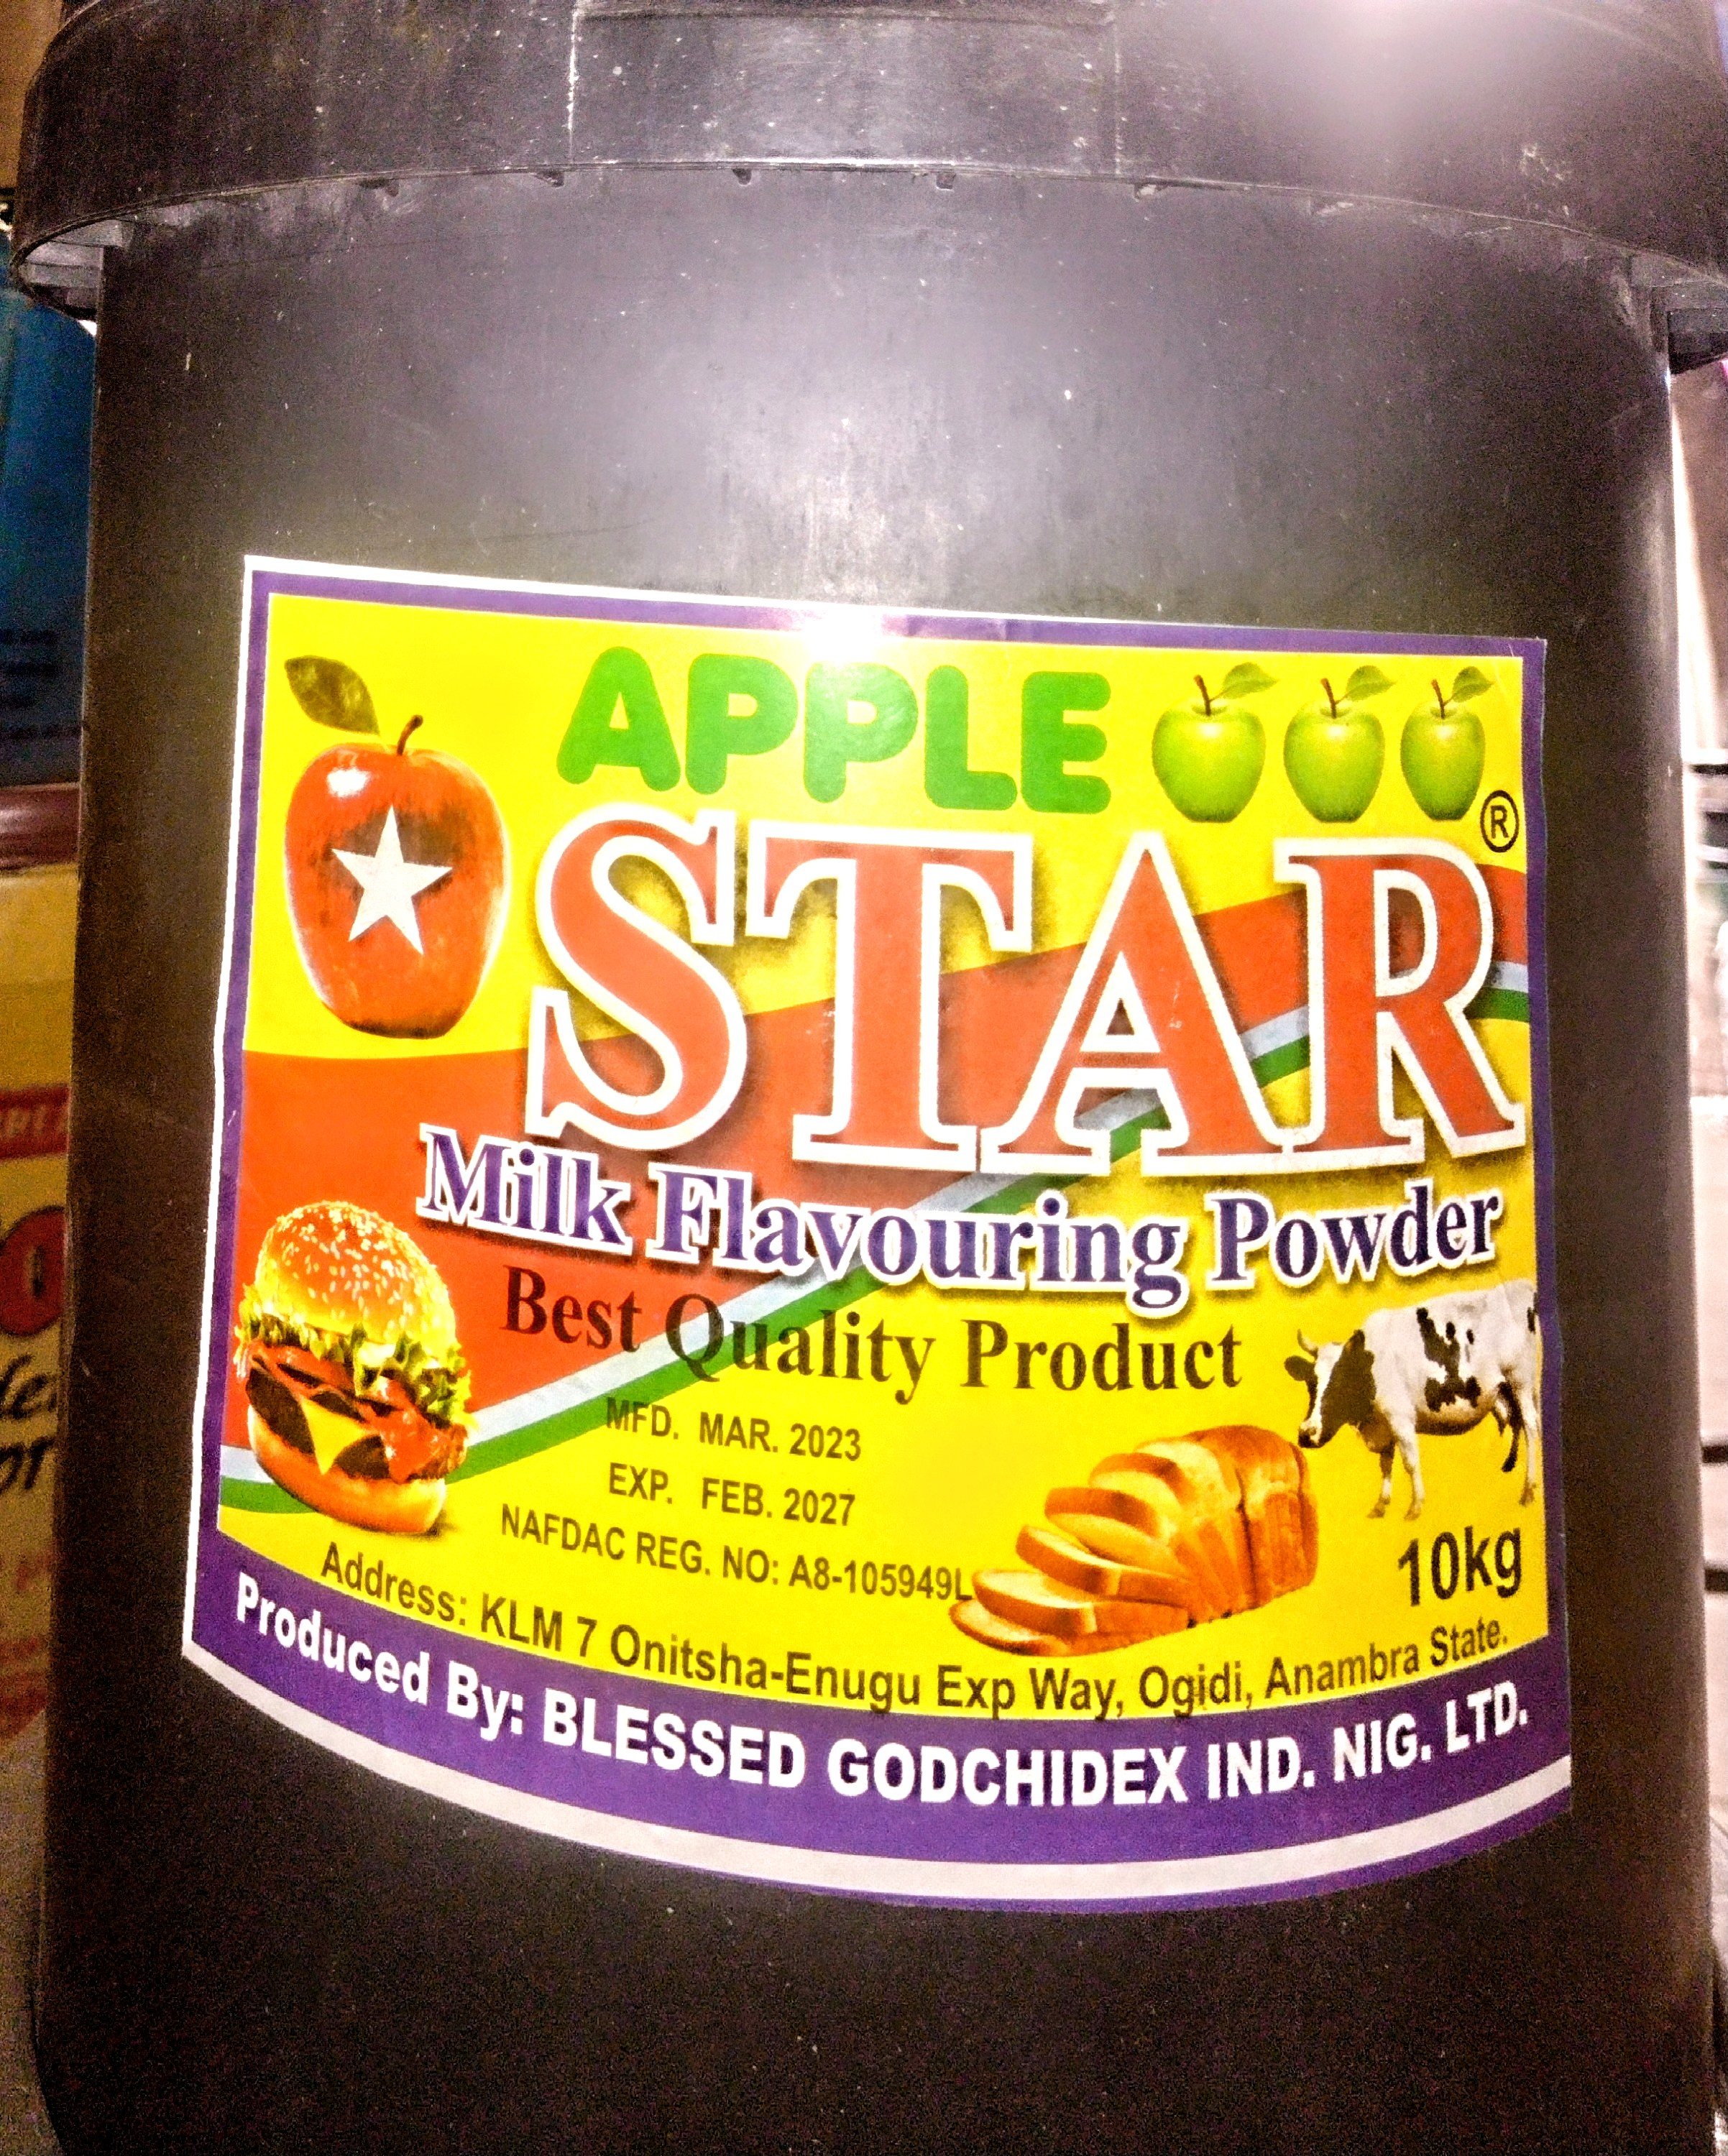 APPLE
STAR®
Milk Flavouring Powder
Best Quality Product
MFD. MAR. 2023
EXP. FEB. 2027
NAFDAC REG. NO: A8-105949L
10kg
Address: KLM 7 Onitsha-Enugu Exp Way, Ogidi, Anambra State.
Produced By: BLESSED GODCHIDEX IND. NIG. LTD.